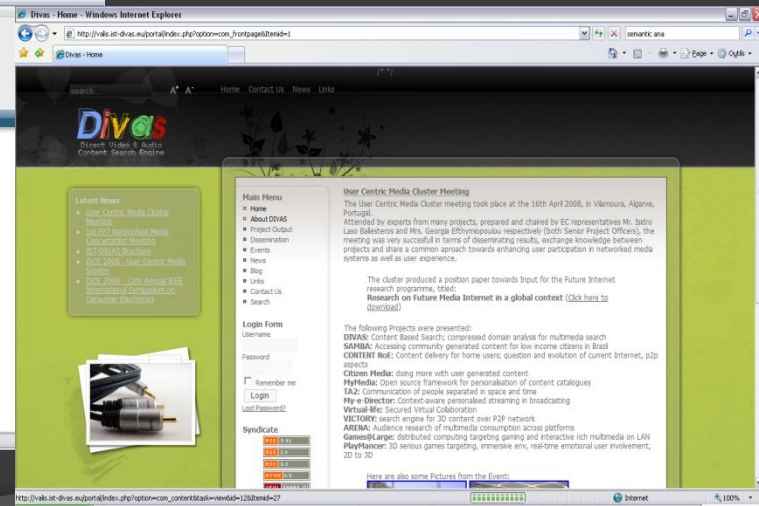 Divas - Home - Windows Internet Explorer
http://valis.ist-divas.eu/portal/index.php?option=com_frontpage&Itemid=1
semantic ana
Divas - Home
Page
Outils
/* */
search...
A+ A-
Home Contact Us News Links
Divas
Direct Video & Audio
Content Search Engine
Latest News
User Centric Media Cluster
Meeting
1st FP7 Networked Media
Concertation Meeting
IST-DIVAS Brochure
ISCE 2008 - User Centric Media
Session
ISCE 2008 - 12th Annual IEEE
International Symposium on
Consumer Electronics
Main Menu
Home
About DIVAS
Project Output
Dissemination
Events
News
Blog
Links
Contact Us
Search
Login Form
Username
Password
Remember me
Login
Lost Password?
Syndicate
RSS 0.91
RSS 1.0
RSS 2.0
ATOM 0.3
User Centric Media Cluster Meeting
The User Centric Media Cluster meeting took place at the 16th April 2008, in Vilamoura, Algarve,
Portugal.
Attended by experts from many projects, prepared and chaired by EC representatives Mr. Isidro
Laso Ballesteros and Mrs. Georgia Efthymiopoulou respectively (both Senior Project Officers), the
meeting was very succesful in terms of disseminating results, exchange knowledge between
projects and share a common aproach towards enhancing user participation in networked media
systems as well as user experience.
The cluster produced a position paper towards Input for the Future Internet
research programme, titled:
Research on Future Media Internet in a global context (Click here to
download)
The following Projects were presented:
DIVAS: Content Based Search; compressed domain analysis for multimedia search
SAMBA: Accessing community generated content for low income citizens in Brazil
CONTENT NoE: Content delivery for home users; question and evolution of current Internet, p2p
aspects
Citizen Media: doing more with user generated content
MyMedia: Open source framework for personalisation of content catalogues
TA2: Communication of people separated in space and time
My-e-Director: Context-aware personalised streaming in broadcasting
Virtual-life: Secured Virtual Collaboration
VICTORY: search engine for 3D content over P2P network
ARENA: Audience research of multimedia consumption across platforms
Games@Large: distributed computing targeting gaming and interactive rich multimedia on LAN
PlayMancer: 3D serious games targeting, immersive env, real-time emotional user involvement,
2D to 3D
Here are also some Pictures from the Event:
http://valis.ist-divas.eu/portal/index.php?option=com_content&task=view&id=12&Itemid=27
Internet
100%